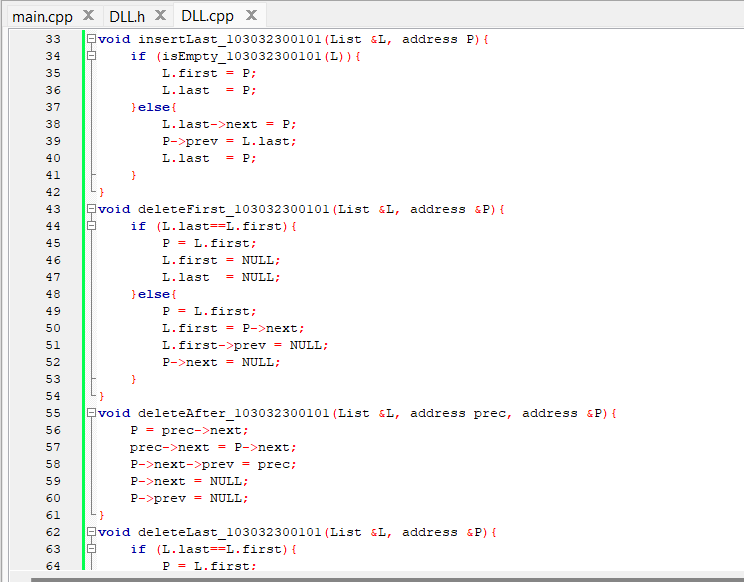 main.cpp X DLL.h X DLL.cpp X
33 void insertLast_103032300101(List &L, address P){
34     if (isEmpty_103032300101(L)){
35         L.first = P;
36         L.last  = P;
37     }else{
38         L.last->next = P;
39         P->prev = L.last;
40         L.last  = P;
41     }
42 }
43 void deleteFirst_103032300101(List &L, address &P){
44     if (L.last==L.first){
45         P = L.first;
46         L.first = NULL;
47         L.last  = NULL;
48     }else{
49         P = L.first;
50         L.first = P->next;
51         L.first->prev = NULL;
52         P->next = NULL;
53     }
54 }
55 void deleteAfter_103032300101(List &L, address prec, address &P){
56     P = prec->next;
57     prec->next = P->next;
58     P->next->prev = prec;
59     P->next = NULL;
60     P->prev = NULL;
61 }
62 void deleteLast_103032300101(List &L, address &P){
63     if (L.last==L.first){
64         P = L.first;